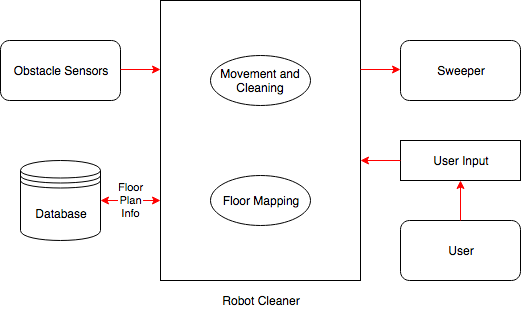 Obstacle Sensors
Movement and
Cleaning
Sweeper
User Input
Database
Floor
Plan
Info
Floor Mapping
User
Robot Cleaner